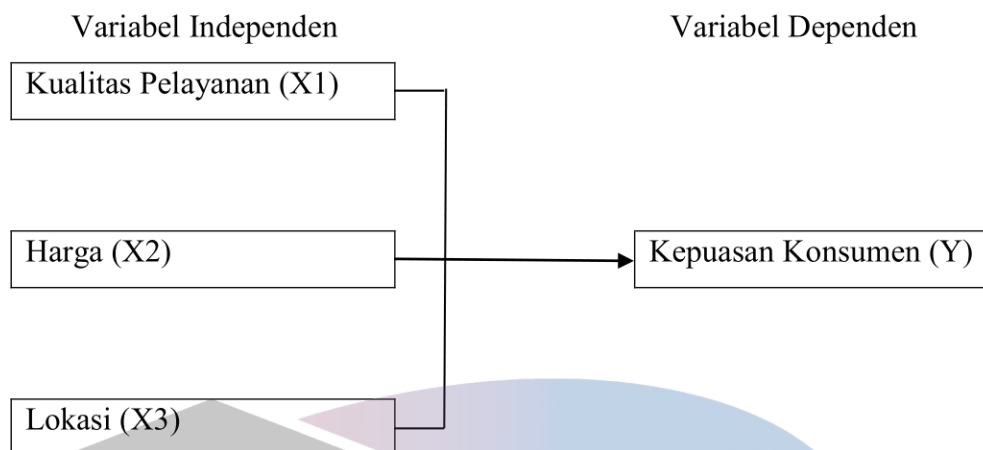 Variabel Independen
Variabel Dependen
Kualitas Pelayanan (X1)
Harga (X2)
Kepuasan Konsumen (Y)
Lokasi (X3)